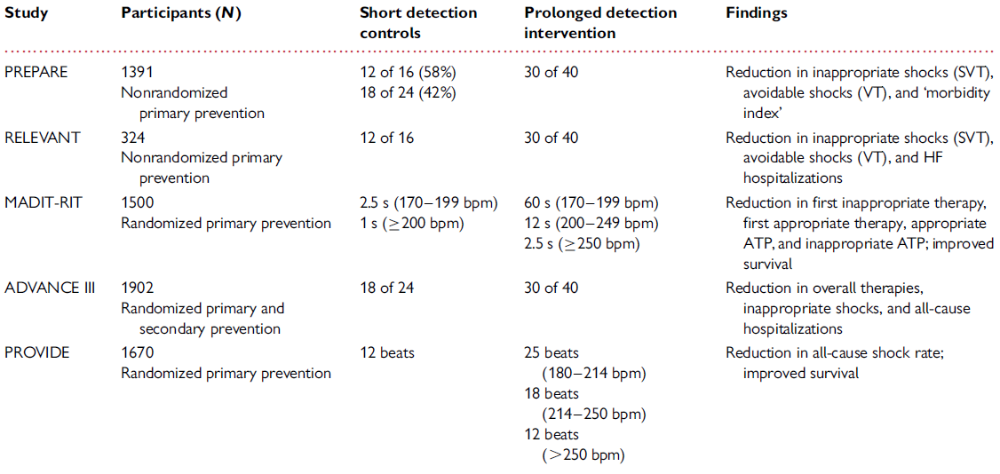 Study Participants (N) Short detection controls Prolonged detection intervention Findings
PREPARE 1391 12 of 16 (58%) 30 of 40 Reduction in inappropriate shocks (SVT),
Nonrandomized 18 of 24 (42%) avoidable shocks (VT), and ‘morbidity
primary prevention index’
RELEVANT 324 12 of 16 30 of 40 Reduction in inappropriate shocks (SVT),
Nonrandomized primary avoidable shocks (VT), and HF
prevention hospitalizations
MADIT-RIT 1500 2.5 s (170–199 bpm) 60 s (170–199 bpm) Reduction in first inappropriate therapy,
Randomized primary prevention 1 s (≥200 bpm) 12 s (200–249 bpm) first appropriate therapy, appropriate
2.5 s (≥250 bpm) ATP, and inappropriate ATP; improved
survival
ADVANCE III 1902 18 of 24 30 of 40 Reduction in overall therapies,
Randomized primary and inappropriate shocks, and all-cause
secondary prevention hospitalizations
PROVIDE 1670 12 beats 25 beats Reduction in all-cause shock rate;
Randomized primary prevention (180–214 bpm) improved survival
18 beats
(214–250 bpm)
12 beats
(>250 bpm)